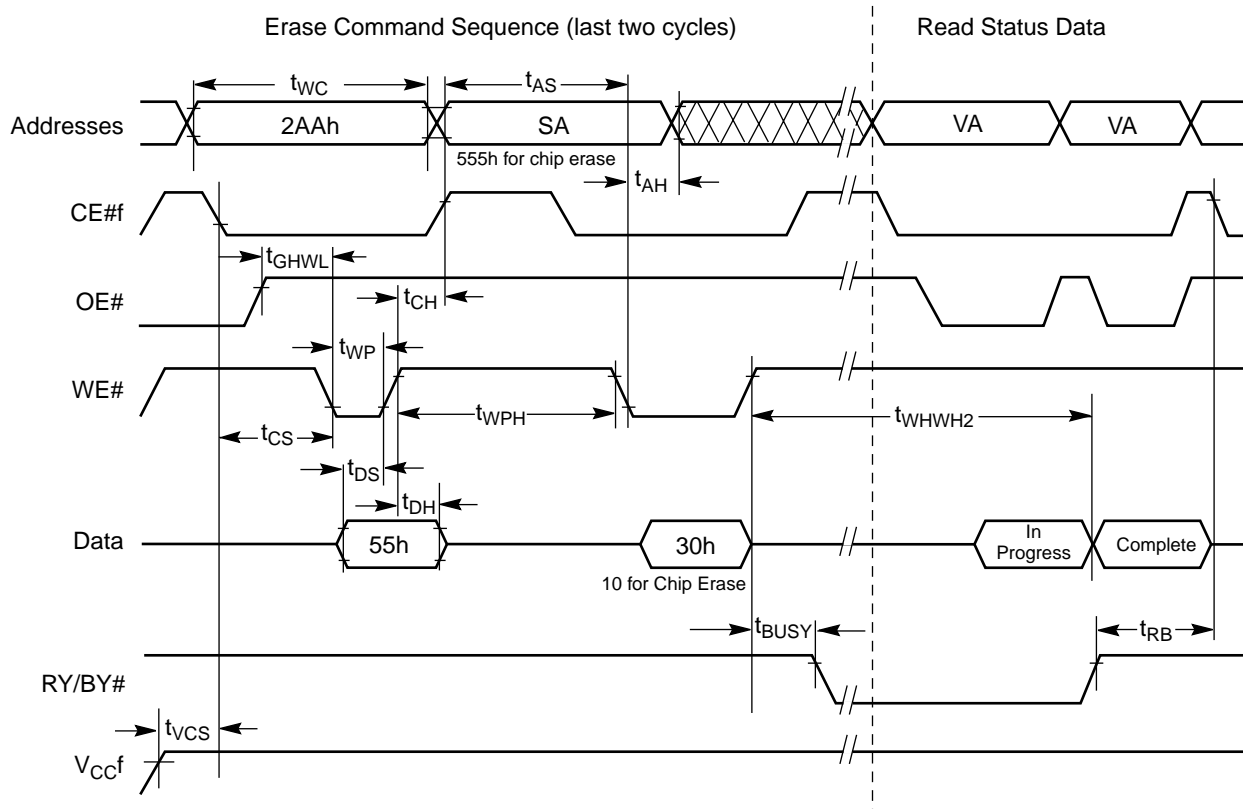 Erase Command Sequence (last two cycles) Read Status Data
tWC tAS
Addresses 2AAh SA VA VA
555h for chip erase
tAH
CE#f
tGHWL
OE# tCH
tWP
WE#
tWPH tWHWH2
tCS
tDS
tDH
Data 55h 30h In Progress Complete
10 for Chip Erase
tBUSY tRB
RY/BY#
tVCS
VCCf